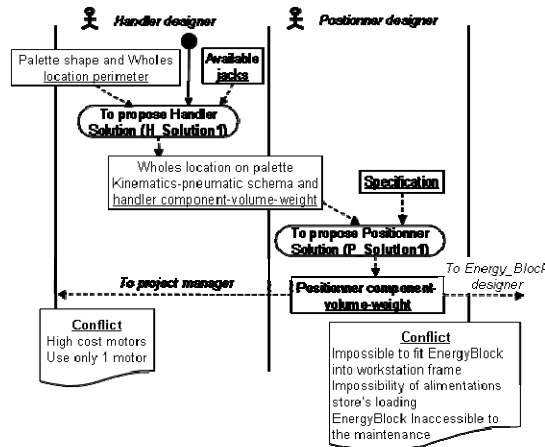 Handler designer
Positionner designer
Palette shape and Wholes
location perimeter
Available
jacks
To propose Handler
Solution (H_Solution1)
Wholes location on palette
Kinematics-pneumatic schema and
handler component-volume-weight
Specification
To propose Positionner
Solution (P_Solution1)
To project manager
Positionner component-
volume-weight
To Energy_Block
designer
Conflict
High cost motors
Use only 1 motor
Conflict
Impossible to fit EnergyBlock
into workstation frame
Impossibility of alimentations
store's loading
EnergyBlock Inaccessible to
the maintenance